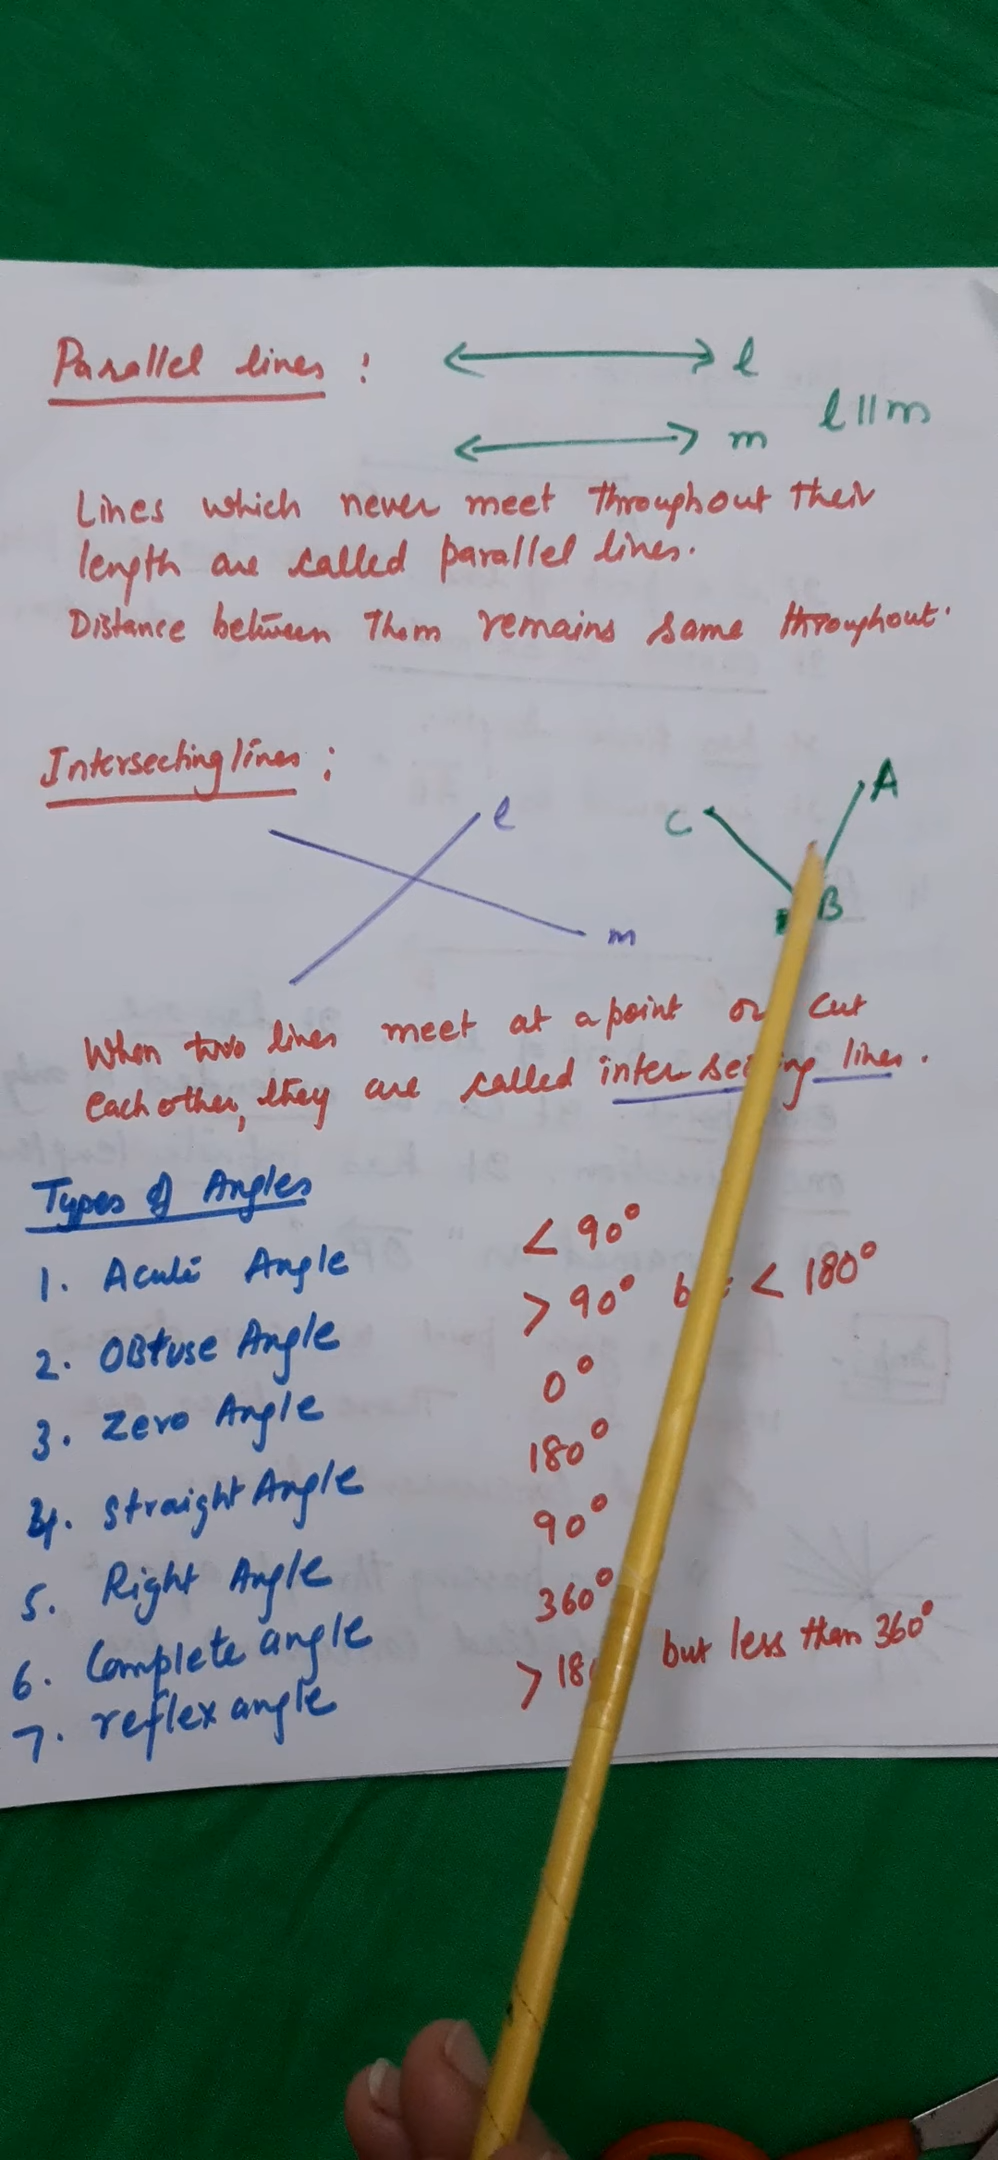 Parallel lines :
l
m
l || m
Lines which never meet throughout their
length are called parallel lines.
Distance between them remains same throughout.
Intersecting lines :
l
m
C
A
B
When two lines meet at a point or cut
each other, they are called intersecting lines.
Types of Angles
1. Acute Angle < 90°
2. Obtuse Angle > 90° but < 180°
3. Zero Angle 0°
4. Straight Angle 180°
5. Right Angle 90°
6. Complete angle 360°
7. reflex angle > 18 but less than 360°